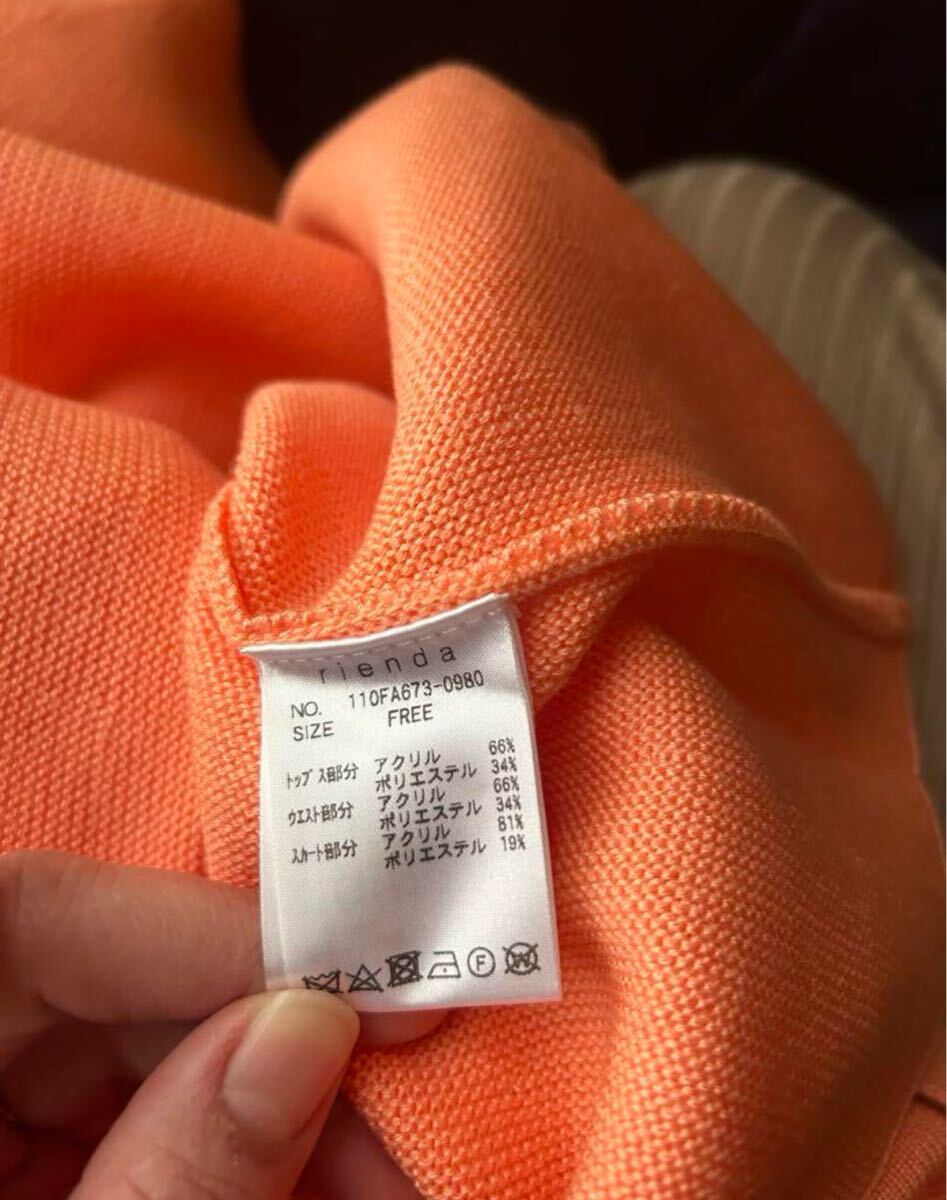 rienda
NO. 110FA673-0980
SIZE FREE
トップス部分 アクリル 66%
ポリエステル 34%
ウエスト部分 アクリル 66%
ポリエステル 34%
スカート部分 アクリル 81%
ポリエステル 19%
F W